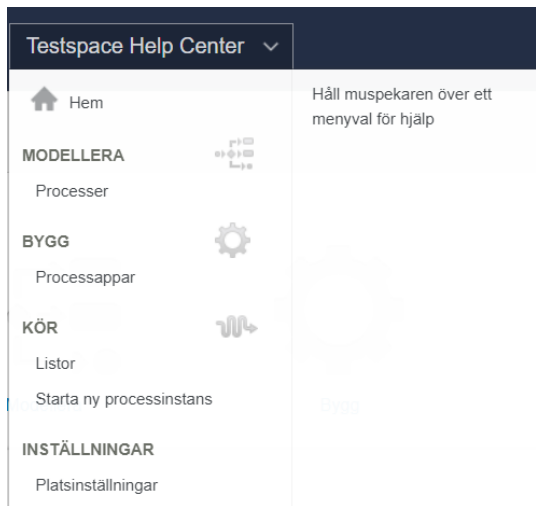 Testspace Help Center
Hem
Håll muspekaren över ett
menyval för hjälp
MODELLERA
Processer
BYGG
Processappar
KÖR
Listor
Starta ny processinstans
Bygg
INSTÄLLNINGAR
Platsinställningar